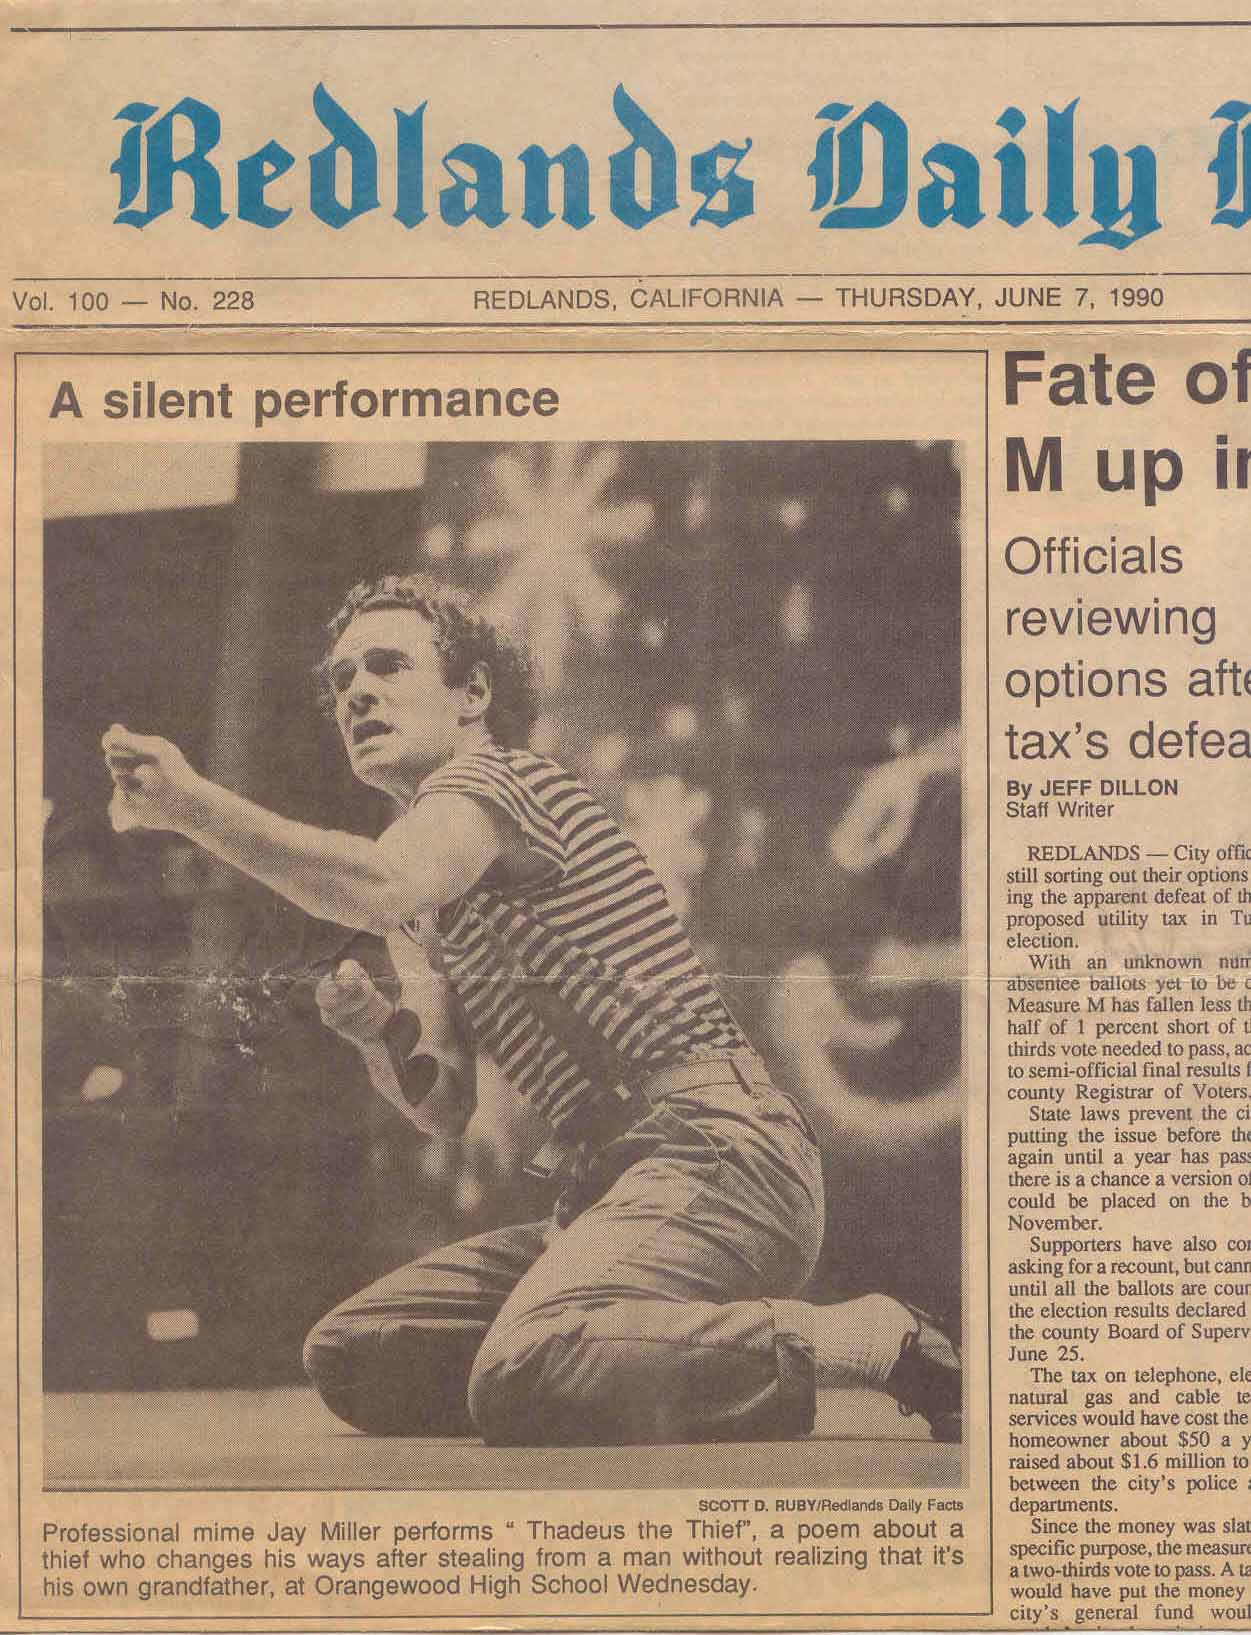 Redlands Daily
Vol. 100 — No. 228
REDLANDS, CALIFORNIA — THURSDAY, JUNE 7, 1990
A silent performance
SCOTT D. RUBY/Redlands Daily Facts
Professional mime Jay Miller performs “ Thadeus the Thief”, a poem about a
thief who changes his ways after stealing from a man without realizing that it’s
his own grandfather, at Orangewood High School Wednesday.
Fate of
M up
Officials
reviewing
options
tax’s
By JEFF DILLON
Staff Writer
REDLANDS — City
still sorting out their options
ing the apparent defeat of
proposed utility tax in
election.
With an unknown
absentee ballots yet to be
Measure M has fallen less
half of 1 percent short of
thirds vote needed to pass,
to semi-official final results
county Registrar of Voters.
State laws prevent the
putting the issue before
again until a year has
there is a chance a version
could be placed on the
November.
Supporters have also
asking for a recount, but
until all the ballots are
the election results declared
the county Board of
June 25.
The tax on telephone,
natural gas and cable
services would have cost the
homeowner about $50 a
raised about $1.6 million to
between the city’s police
departments.
Since the money was
specific purpose, the measure
a two-thirds vote to pass. A
would have put the money
city’s general fund